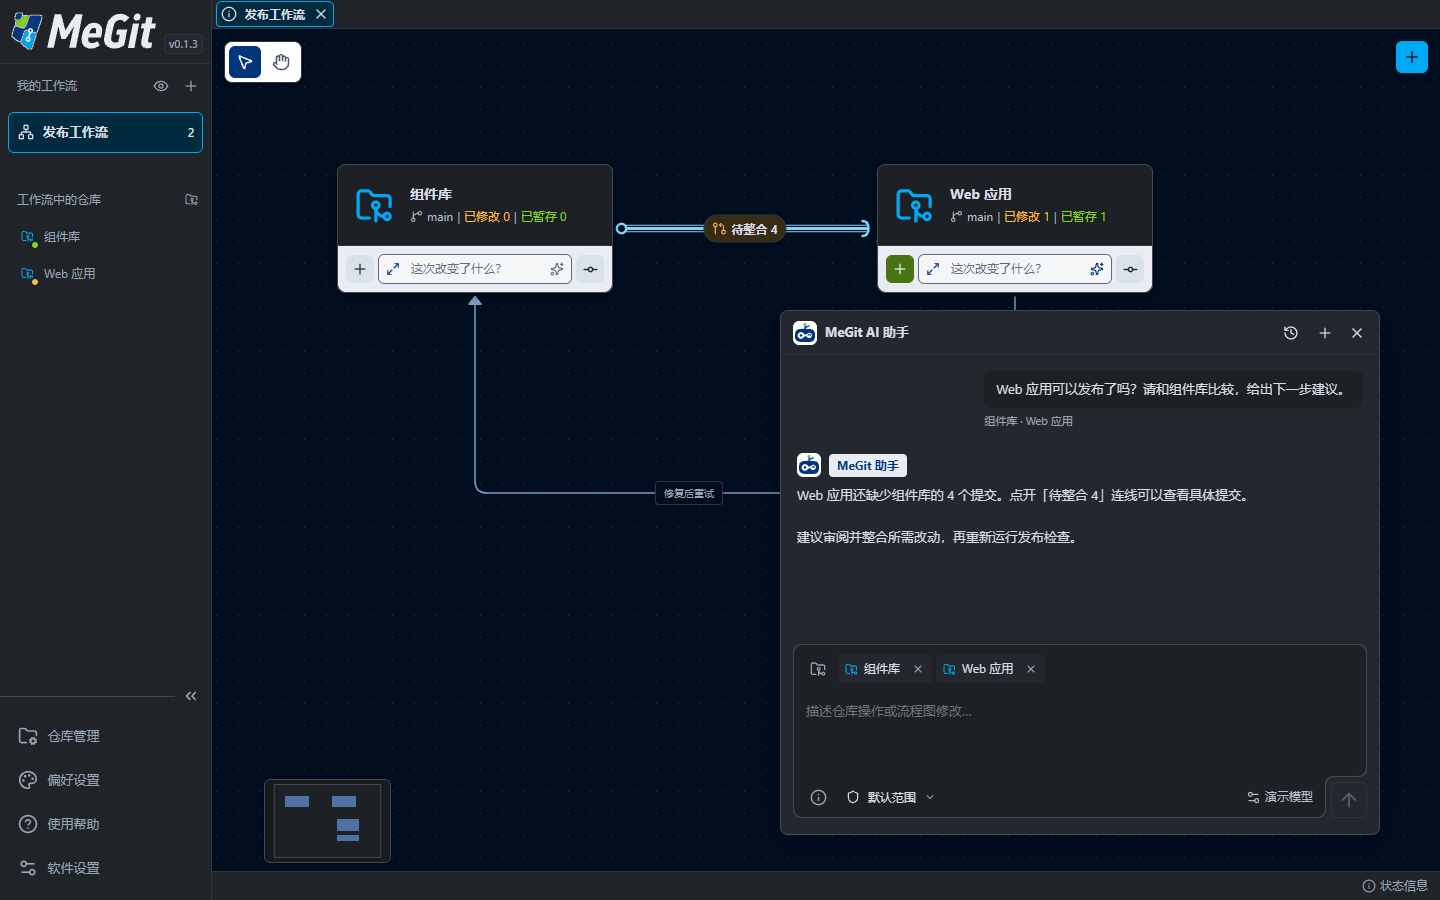 MeGit v0.1.3
发布工作流
我的工作流
发布工作流 2
工作流中的仓库
组件库
Web 应用
仓库管理
偏好设置
使用帮助
软件设置
组件库
main | 已修改 0 | 已暂存 0
这次改变了什么?
待整合 4
Web 应用
main | 已修改 1 | 已暂存 1
这次改变了什么?
修复后重试
MeGit AI 助手
Web 应用可以发布了吗？请和组件库比较，给出下一步建议。
组件库 · Web 应用
MeGit 助手
Web 应用还缺少组件库的 4 个提交。点开「待整合 4」连线可以查看具体提交。
建议审阅并整合所需改动，再重新运行发布检查。
组件库
Web 应用
描述仓库操作或流程图修改...
默认范围
演示模型
状态信息